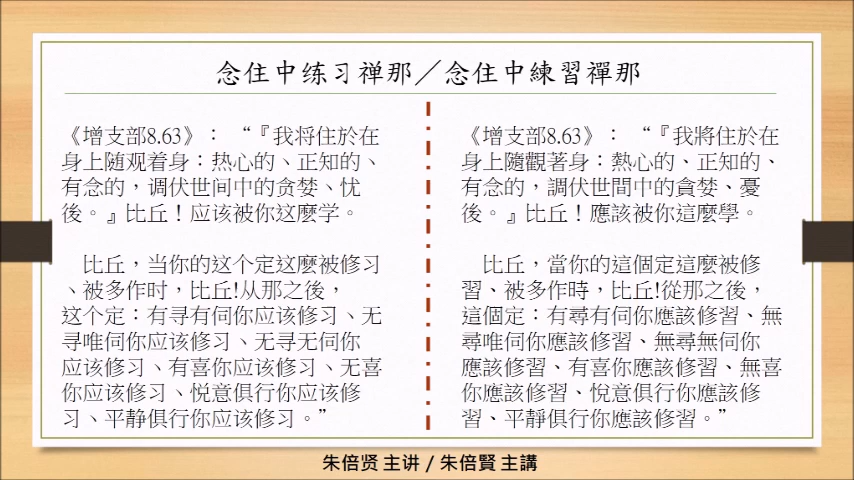 念住中练习禅那／念住中練習禪那
《增支部8.63》： “『我将住於在
身上随观着身：热心的、正知的、
有念的，调伏世间中的贪婪、忧
後。』比丘！应该被你这麼学。
比丘，当你的这个定这麼被修习
、被多作时，比丘!从那之後，
这个定：有寻有伺你应该修习、无
寻唯伺你应该修习、无寻无伺你
应该修习、有喜你应该修习、无喜
你应该修习、悦意俱行你应该修
习、平静俱行你应该修习。”
《增支部8.63》： “『我將住於在
身上隨觀著身：熱心的、正知的、
有念的，調伏世間中的貪婪、憂
後。』比丘！應該被你這麼學。
比丘，當你的這個定這麼被修
習、被多作時，比丘!從那之後，
這個定：有尋有伺你應該修習、無
尋唯伺你應該修習、無尋無伺你
應該修習、有喜你應該修習、無喜
你應該修習、悅意俱行你應該修
習、平靜俱行你應該修習。”
朱倍贤 主讲 / 朱倍賢 主講